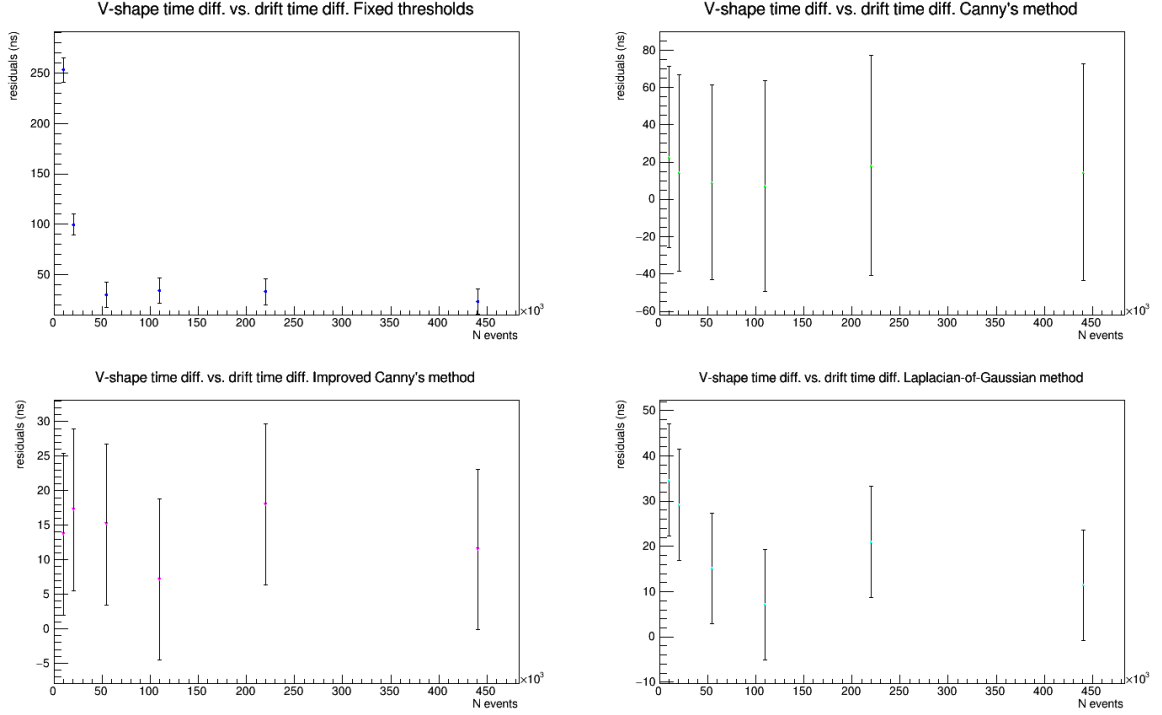 V-shape time diff. vs. drift time diff. Fixed thresholds
residuals (ns)
250
200
150
100
50
0 50 100 150 200 250 300 350 400 450
×10³
N events
V-shape time diff. vs. drift time diff. Canny's method
residuals (ns)
80
60
40
20
0
−20
−40
−60
0 50 100 150 200 250 300 350 400 450
×10³
N events
V-shape time diff. vs. drift time diff. Improved Canny's method
residuals (ns)
30
25
20
15
10
5
0
−5
0 50 100 150 200 250 300 350 400 450
×10³
N events
V-shape time diff. vs. drift time diff. Laplacian-of-Gaussian method
residuals (ns)
50
40
30
20
10
0
−10
0 50 100 150 200 250 300 350 400 450
×10³
N events